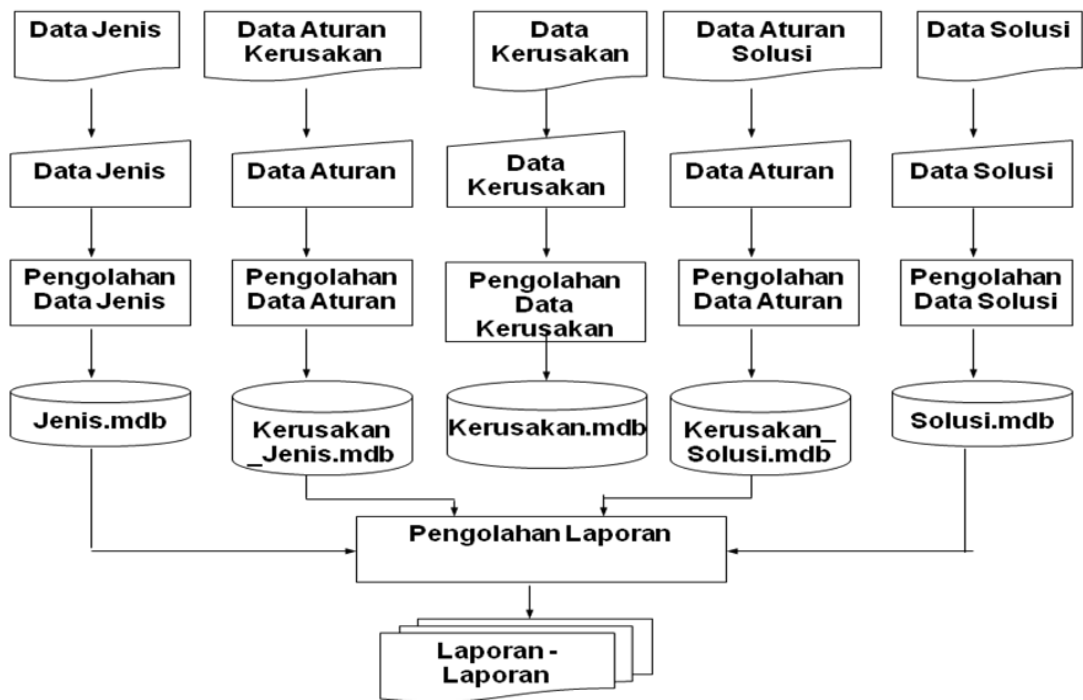 Data Jenis
Data Aturan
Kerusakan
Data
Kerusakan
Data Aturan
Solusi
Data Solusi
Data Jenis
Data Aturan
Data
Kerusakan
Data Aturan
Data Solusi
Pengolahan
Data Jenis
Pengolahan
Data Aturan
Pengolahan
Data
Kerusakan
Pengolahan
Data Aturan
Pengolahan
Data Solusi
Jenis.mdb
Kerusakan
_Jenis.mdb
Kerusakan.mdb
Kerusakan_
Solusi.mdb
Solusi.mdb
Pengolahan Laporan
Laporan -
Laporan